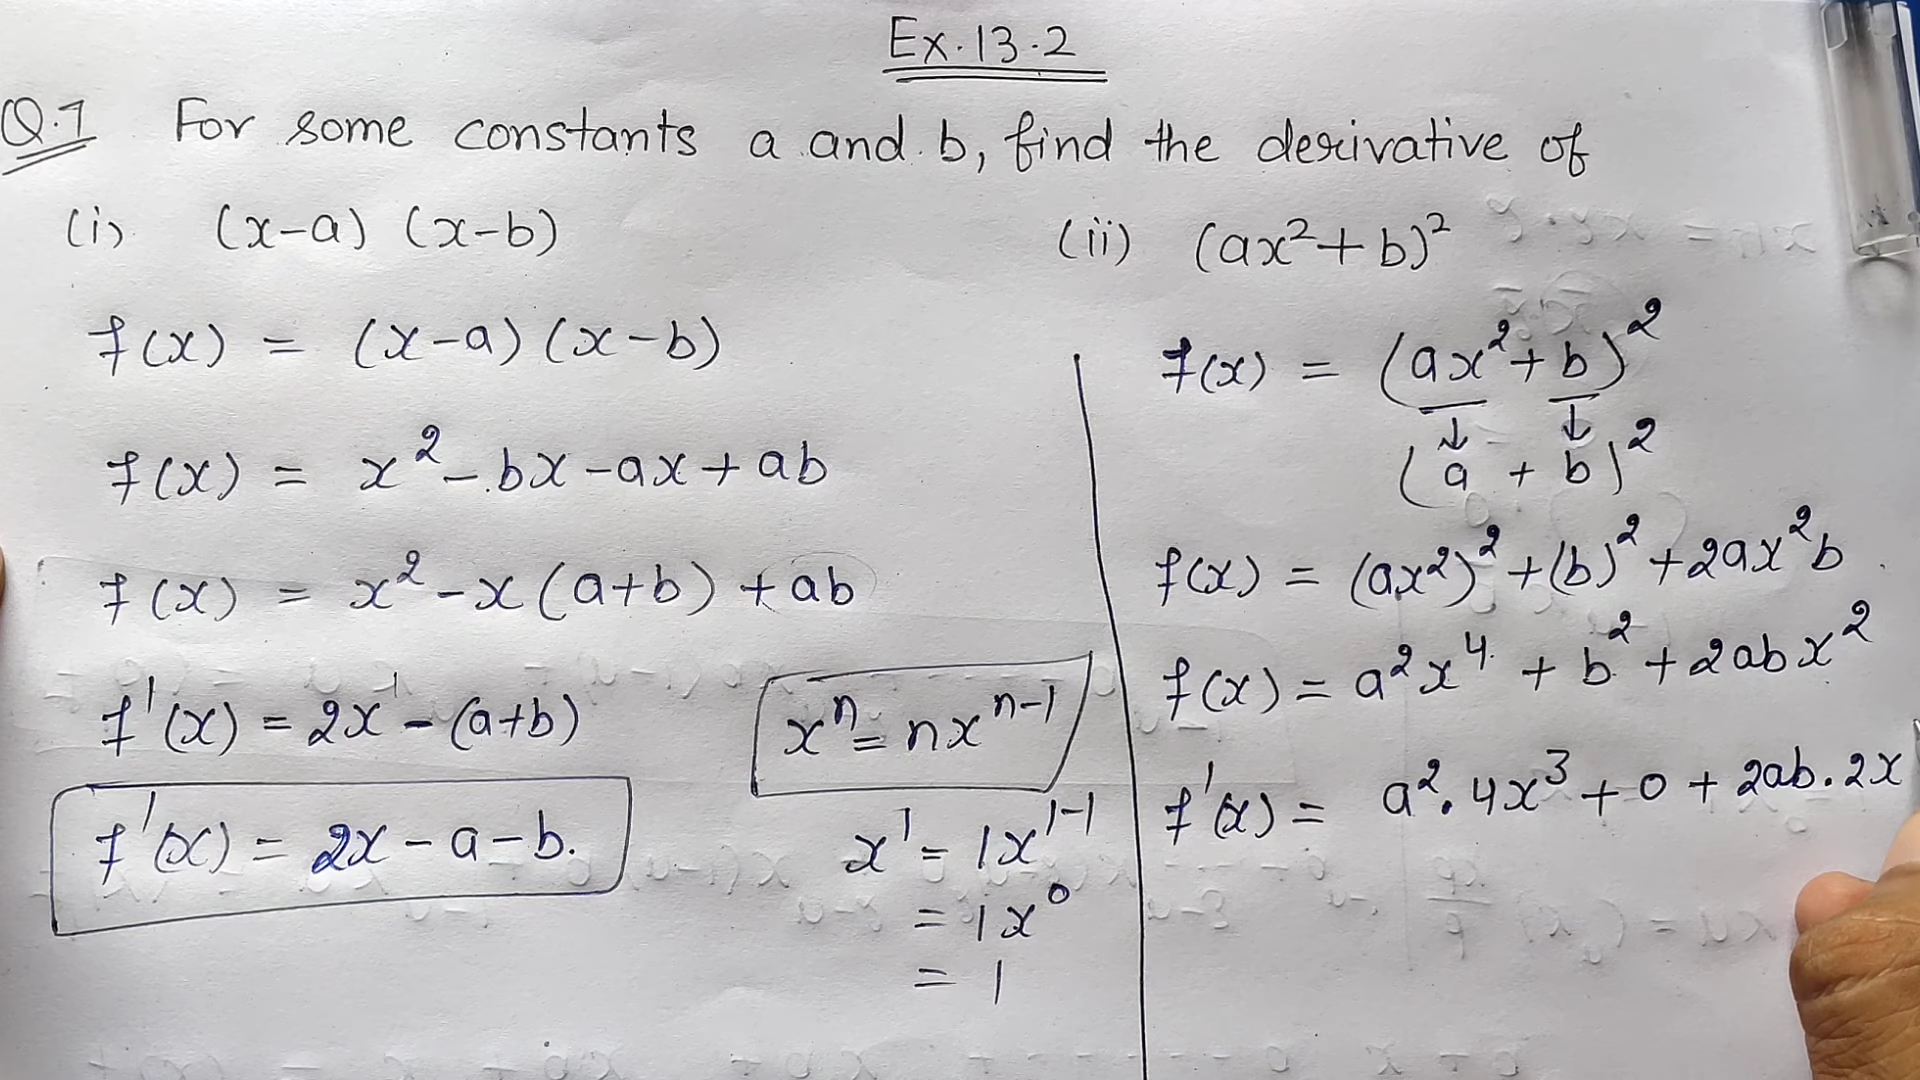 Ex. 13.2
Q.7 For some constants a and b, find the derivative of
(i) (x-a) (x-b)
f(x) = (x-a) (x-b)
f(x) = x² - bx - ax + ab
f(x) = x² - x (a+b) + ab
f'(x) = 2x¹ - (a+b)
f'(x) = 2x - a - b.
xⁿ = nxⁿ⁻¹
x¹ = 1x¹⁻¹
= 1x⁰
= 1
(ii) (ax² + b)²
f(x) = (ax² + b)²
↓ ↓
(a + b)²
f(x) = (ax²)² + (b)² + 2ax²b
f(x) = a²x⁴ + b² + 2abx²
f'(x) = a².4x³ + 0 + 2ab.2x